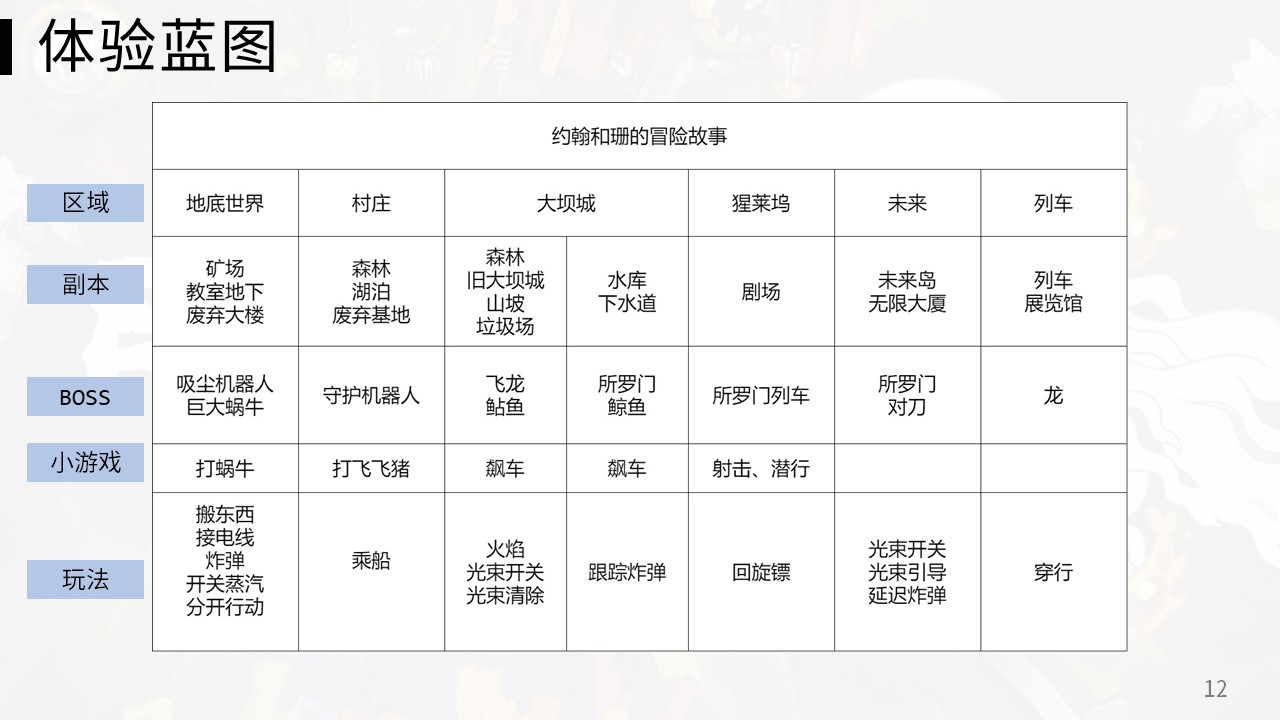 体验蓝图
约翰和珊的冒险故事
区域
地底世界
村庄
大坝城
猩莱坞
未来
列车
副本
矿场
教室地下
废弃大楼
森林
湖泊
废弃基地
森林
旧大坝城
山坡
垃圾场
水库
下水道
剧场
未来岛
无限大厦
列车
展览馆
BOSS
吸尘机器人
巨大蜗牛
守护机器人
飞龙
鲇鱼
所罗门
鲸鱼
所罗门列车
所罗门
对刀
龙
小游戏
打蜗牛
打飞飞猪
飙车
飙车
射击、潜行
玩法
搬东西
接电线
炸弹
开关蒸汽
分开行动
乘船
火焰
光束开关
光束清除
跟踪炸弹
回旋镖
光束开关
光束引导
延迟炸弹
穿行
12